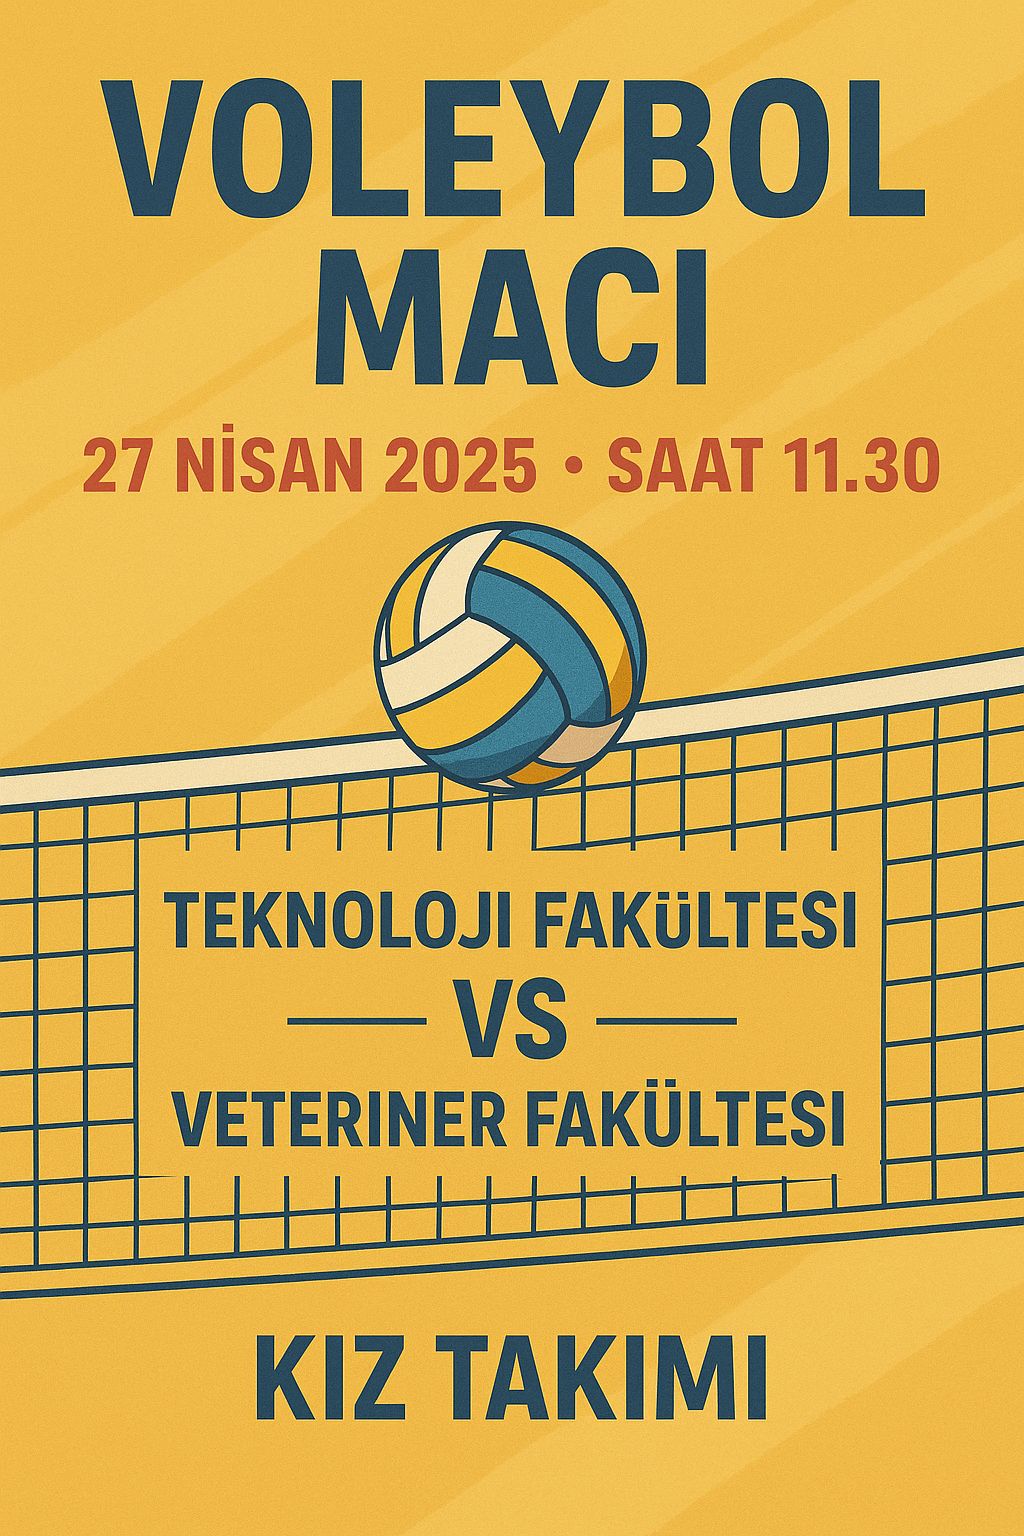 VOLEYBOL
MACI
27 NİSAN 2025 • SAAT 11.30
TEKNOLOJI FAKÜLTESI
VS
VETERINER FAKÜLTESI
KIZ TAKIMI